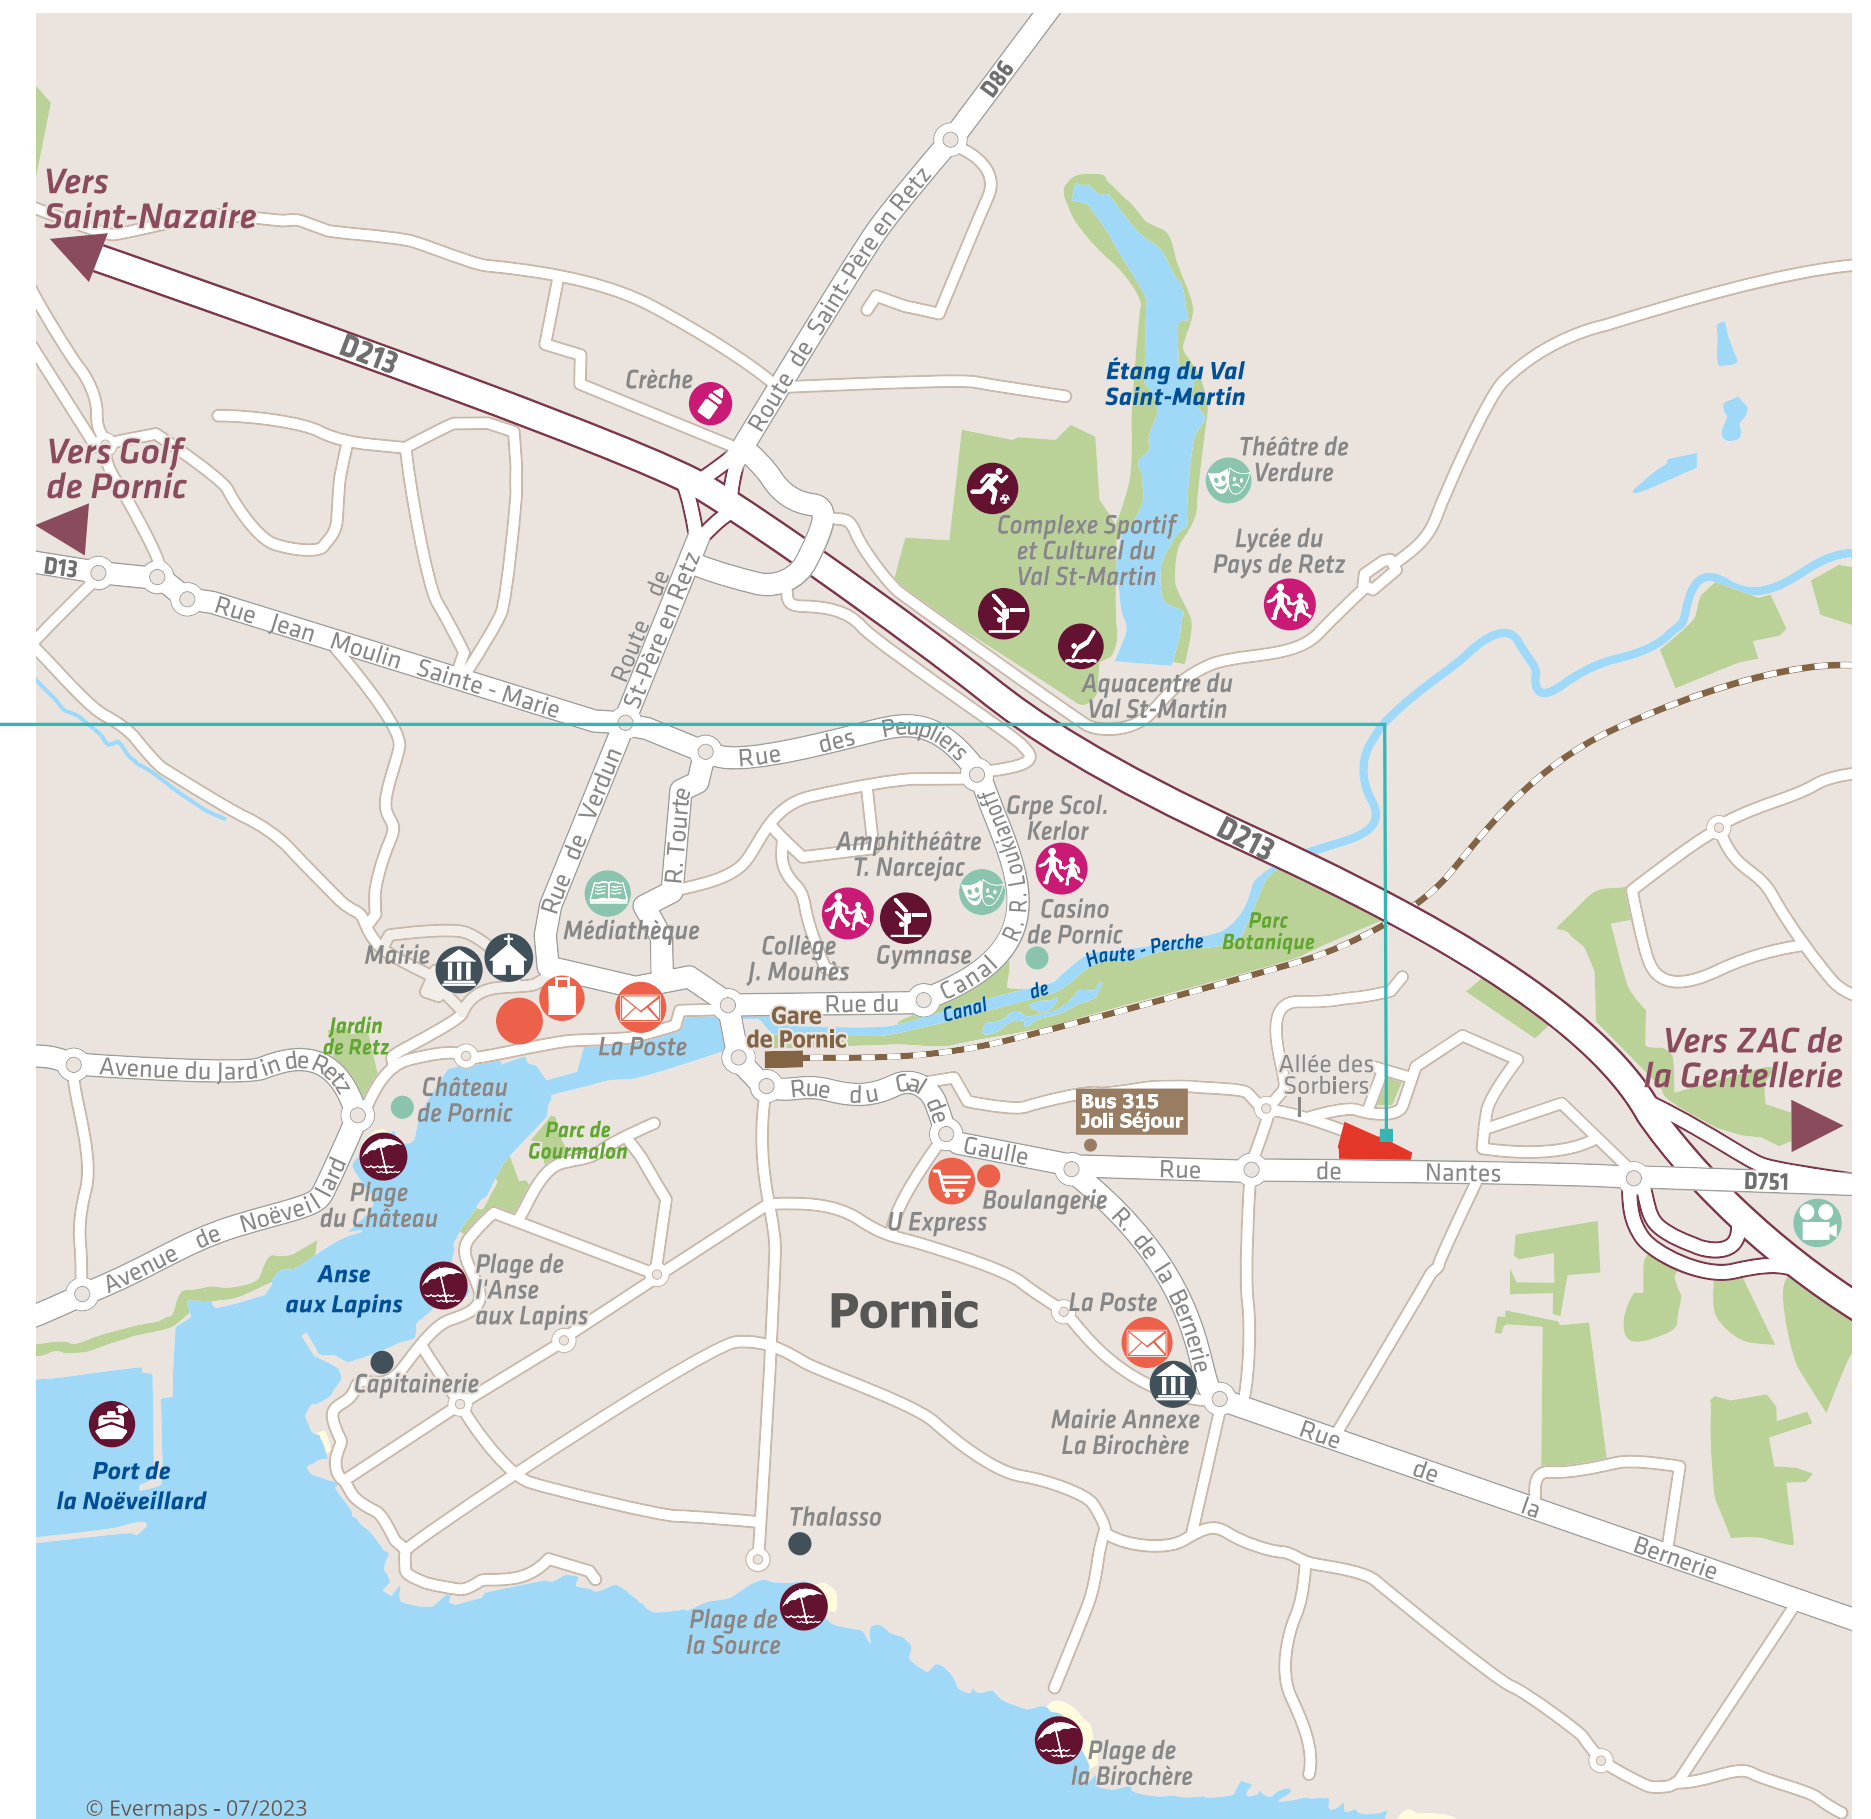 D86
Vers
Saint-Nazaire
Route de Saint-Père en Retz
D213
Crèche
Étang du Val
Saint-Martin
Vers Golf
de Pornic
Théâtre de
Verdure
Complexe Sportif
et Culturel du
Val St-Martin
Lycée du
Pays de Retz
D13
Rue Jean Moulin Sainte - Marie
Route de
St-Père en Retz
Aquacentre du
Val St-Martin
Rue des Peupliers
Rue de Verdun
R. Tourte
R. R. Loukianoff
Grpe Scol.
Kerlor
D213
Amphithéâtre
T. Narcejac
Médiathèque
Casino
de Pornic
Parc
Botanique
Mairie
Collège
J. Mounès
Gymnase
Canal de Haute - Perche
Rue du Canal
Gare
de Pornic
Jardin
de Retz
La Poste
Vers ZAC de
la Gentellerie
Avenue du Jardin de Retz
Allée des
Sorbiers
Château
de Pornic
Rue du Gal de Gaulle
Bus 315
Joli Séjour
Parc de
Gourmalon
Rue de Nantes
D751
Plage
du Château
U Express
Boulangerie
Avenue de Noëveillard
R. de la Bernerie
Anse
aux Lapins
Plage de
l'Anse
aux Lapins
Pornic
La Poste
Capitainerie
Mairie Annexe
La Birochère
Rue de la Bernerie
Port de
la Noëveillard
Thalasso
Plage de
la Source
Plage de
la Birochère
© Evermaps - 07/2023